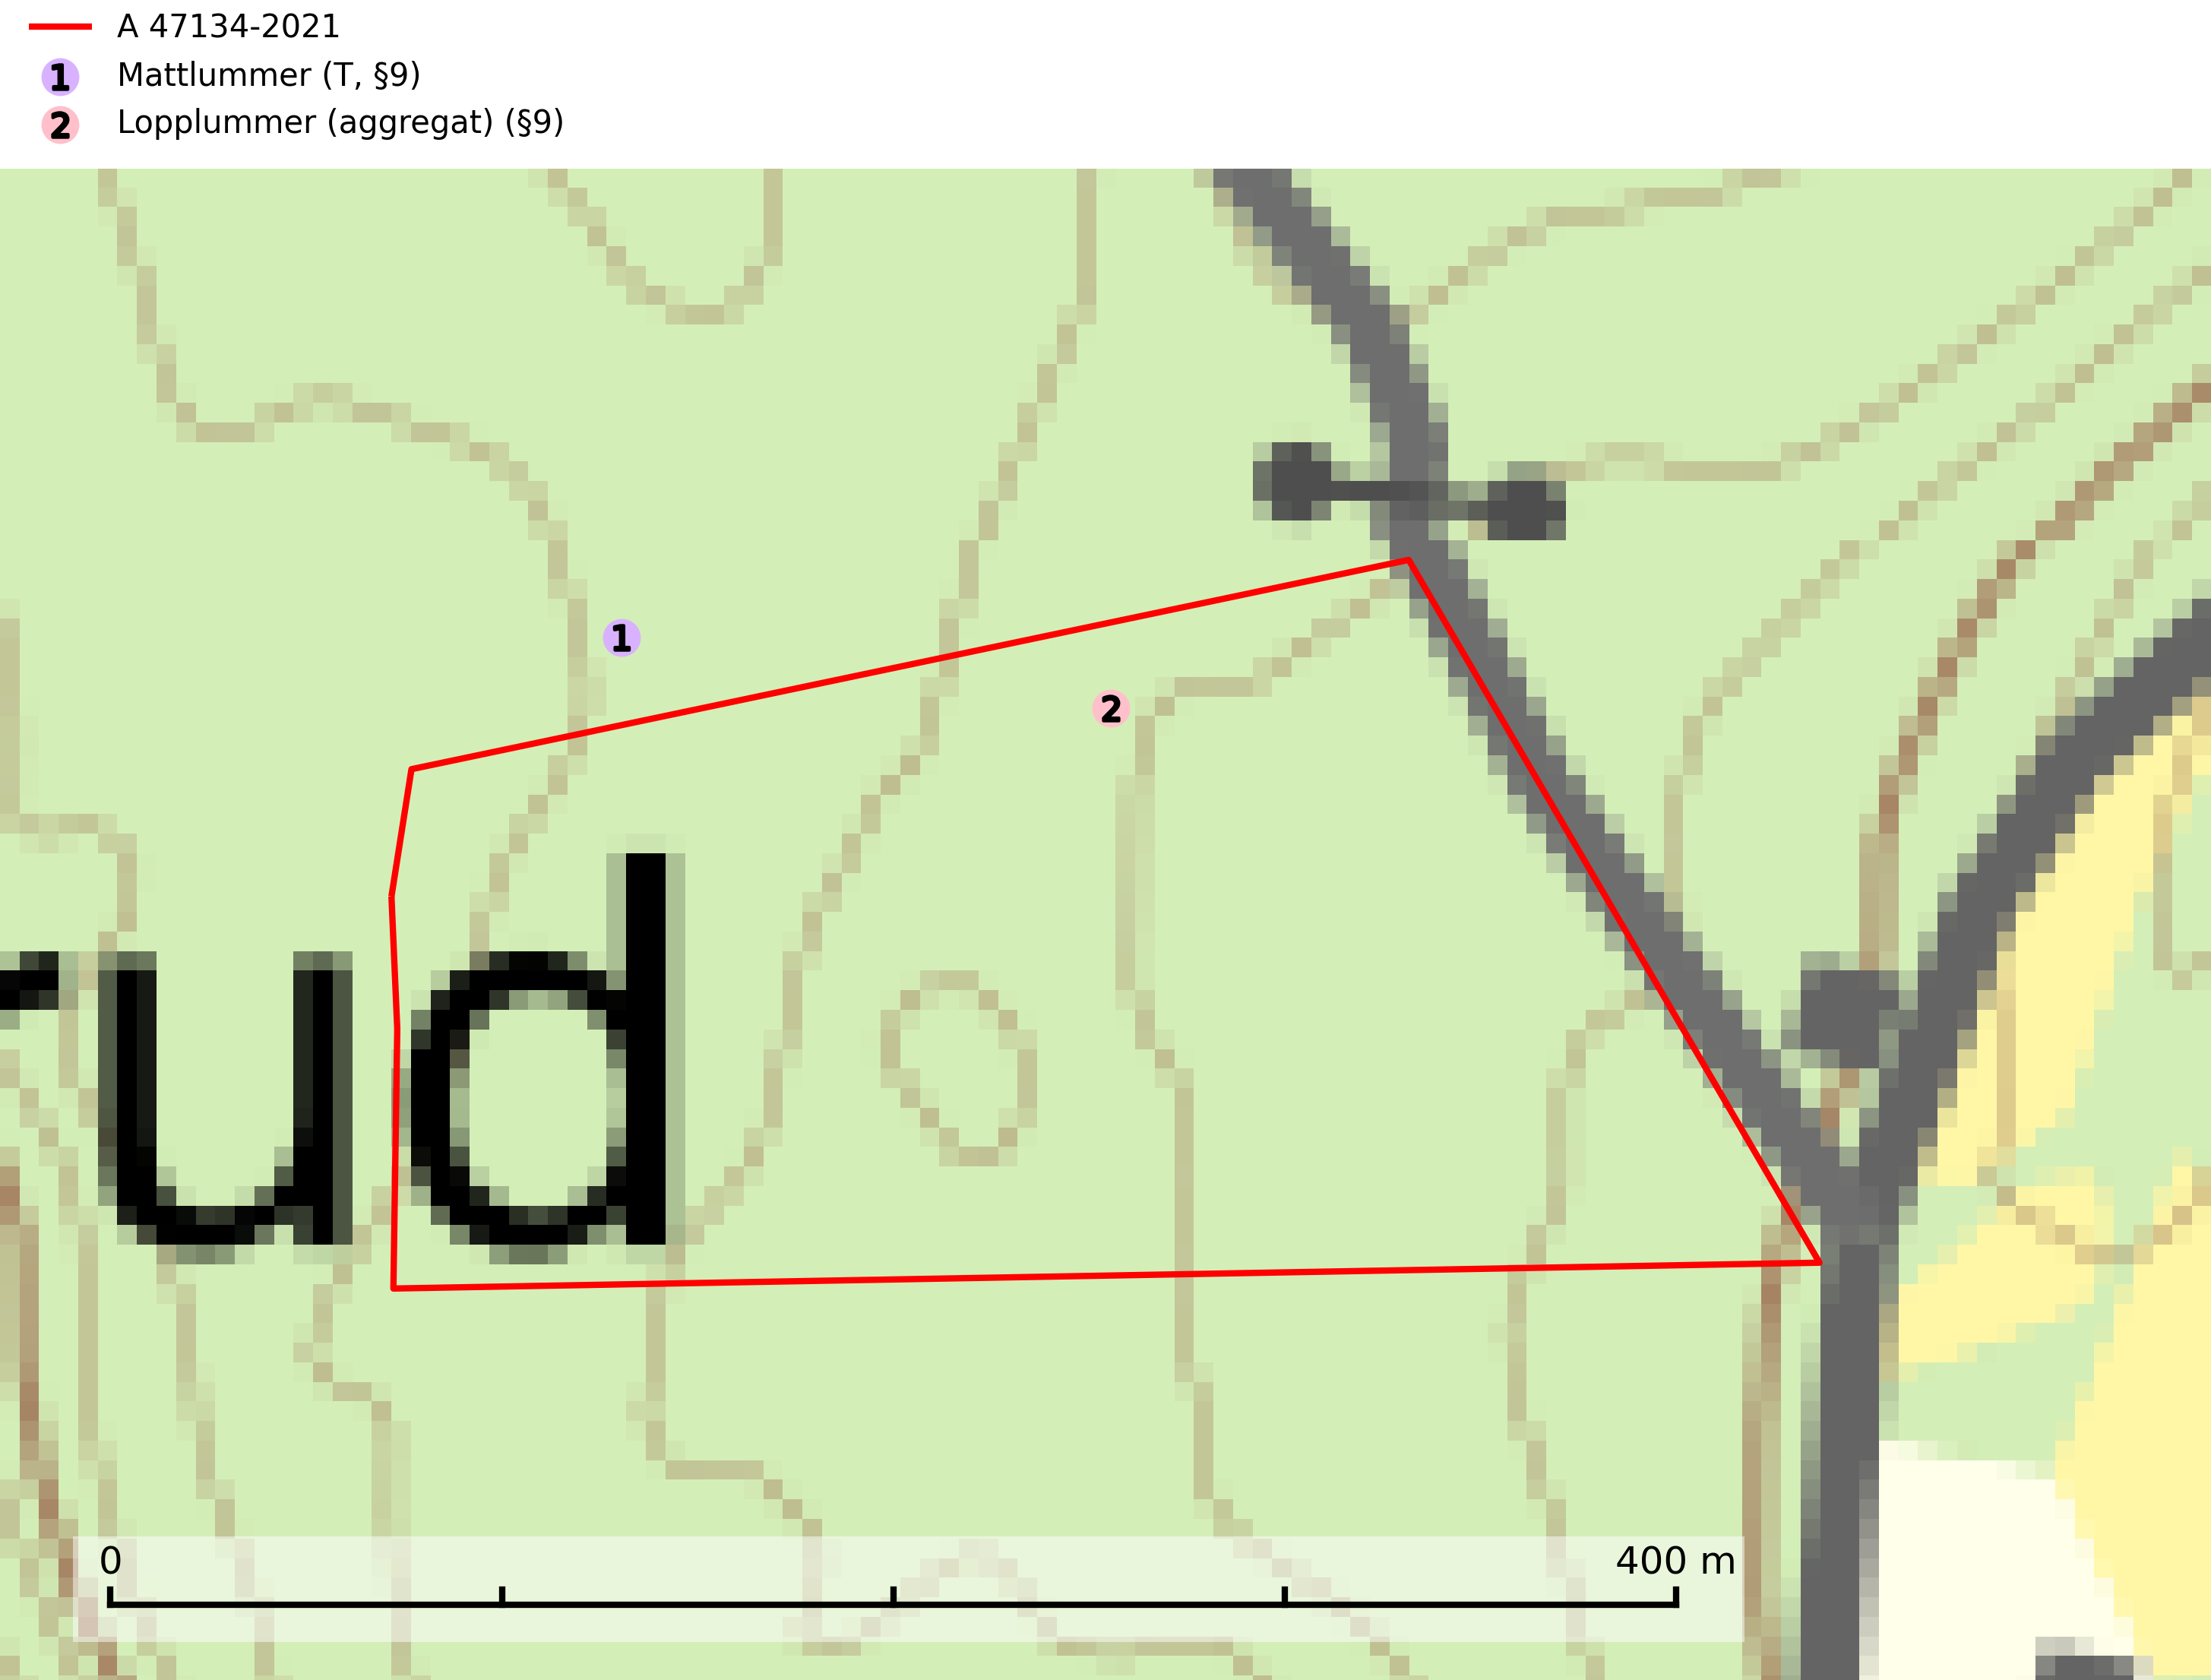 A 47134-2021
1 Mattlummer (T, §9)
2 Lopplummer (aggregat) (§9)
1
2
ud
0 400 m